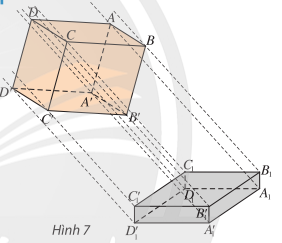 D A
C B
D' A' B'
C'
C₁ B₁
D₁ A₁
C'₁ B'₁
D'₁ A'₁
Hình 7